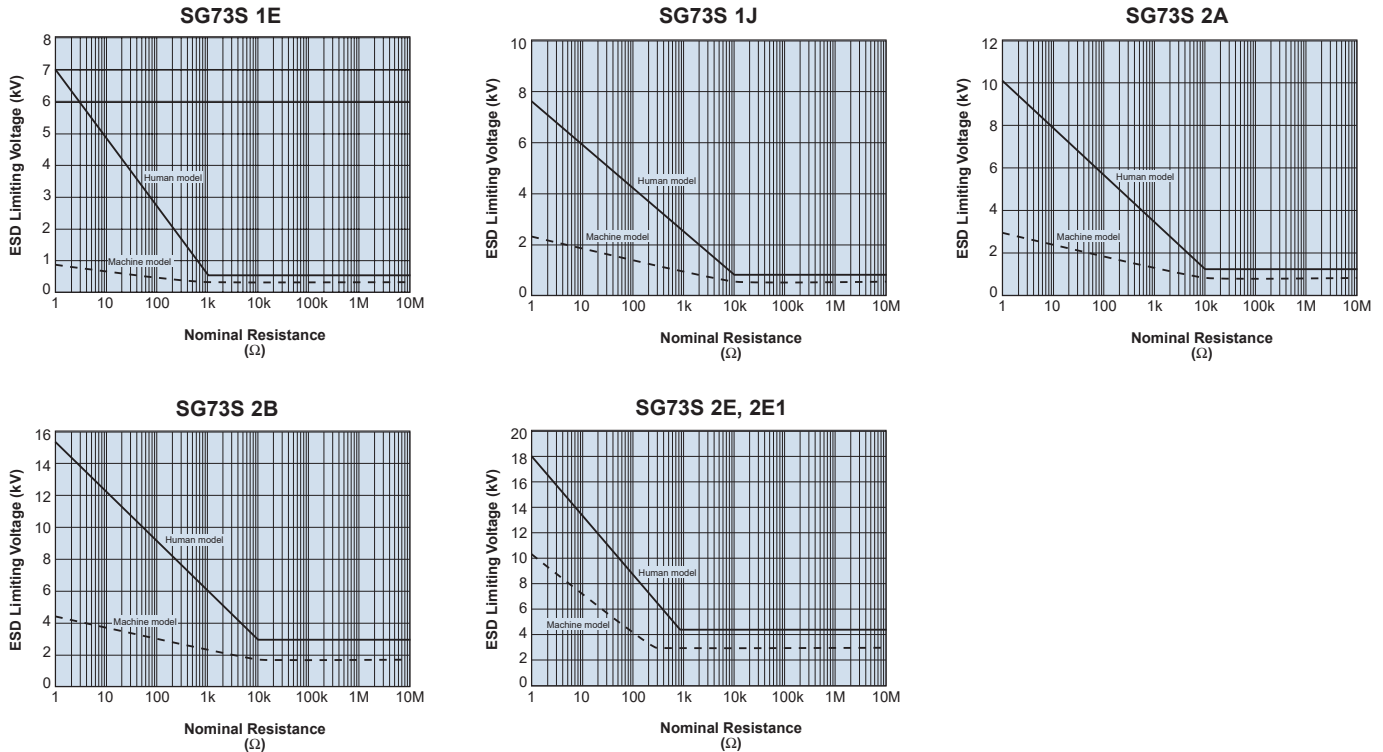 SG73S 1E
ESD Limiting Voltage (kV)
8
7
6
5
4
3
2
1
0
Human model
Machine model
1 10 100 1k 10k 100k 1M 10M
Nominal Resistance
(Ω)
SG73S 1J
ESD Limiting Voltage (kV)
10
8
6
4
2
0
Human model
Machine model
1 10 100 1k 10k 100k 1M 10M
Nominal Resistance
(Ω)
SG73S 2A
ESD Limiting Voltage (kV)
12
10
8
6
4
2
0
Human model
Machine model
1 10 100 1k 10k 100k 1M 10M
Nominal Resistance
(Ω)
SG73S 2B
ESD Limiting Voltage (kV)
16
14
12
10
8
6
4
2
0
Human model
Machine model
1 10 100 1k 10k 100k 1M 10M
Nominal Resistance
(Ω)
SG73S 2E, 2E1
ESD Limiting Voltage (kV)
20
18
16
14
12
10
8
6
4
2
0
Human model
Machine model
1 10 100 1k 10k 100k 1M 10M
Nominal Resistance
(Ω)